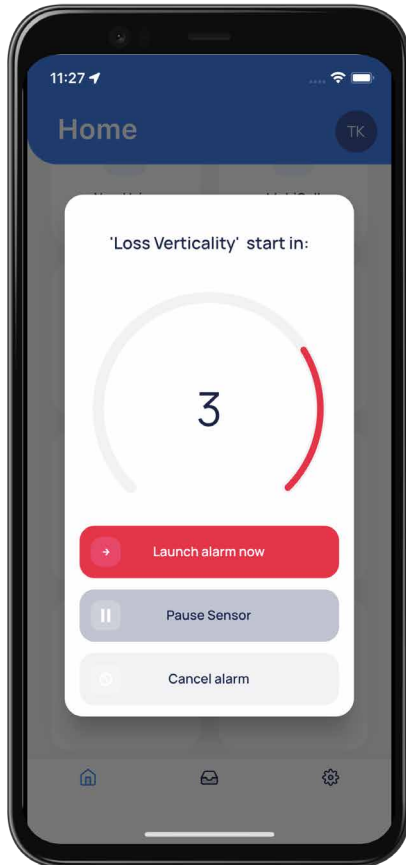 11:27
Home
TK
'Loss Verticality' start in:
3
Launch alarm now
Pause Sensor
Cancel alarm